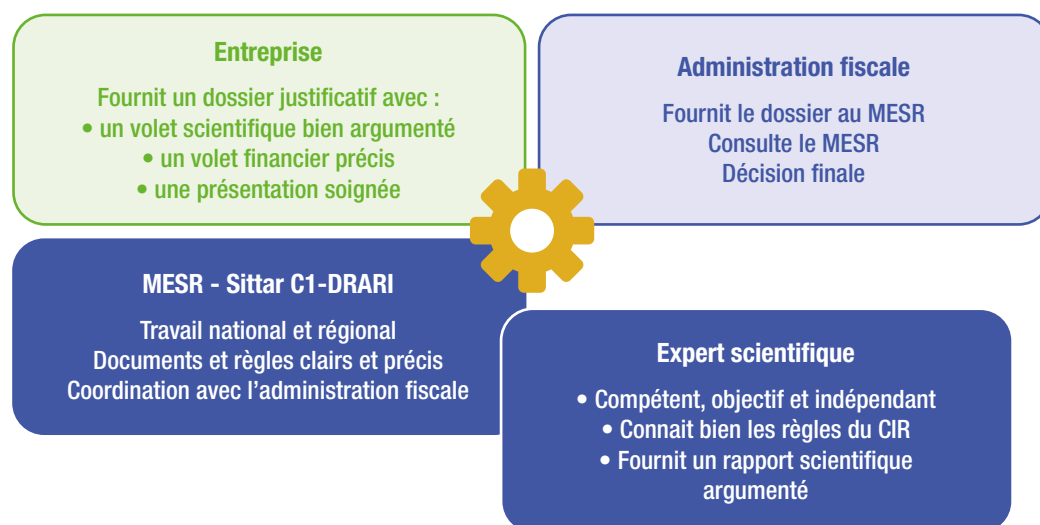 Entreprise
Fournit un dossier justificatif avec :
• un volet scientifique bien argumenté
• un volet financier précis
• une présentation soignée
Administration fiscale
Fournit le dossier au MESR
Consulte le MESR
Décision finale
MESR - Sittar C1-DRARI
Travail national et régional
Documents et règles clairs et précis
Coordination avec l’administration fiscale
Expert scientifique
• Compétent, objectif et indépendant
• Connait bien les règles du CIR
• Fournit un rapport scientifique
argumenté